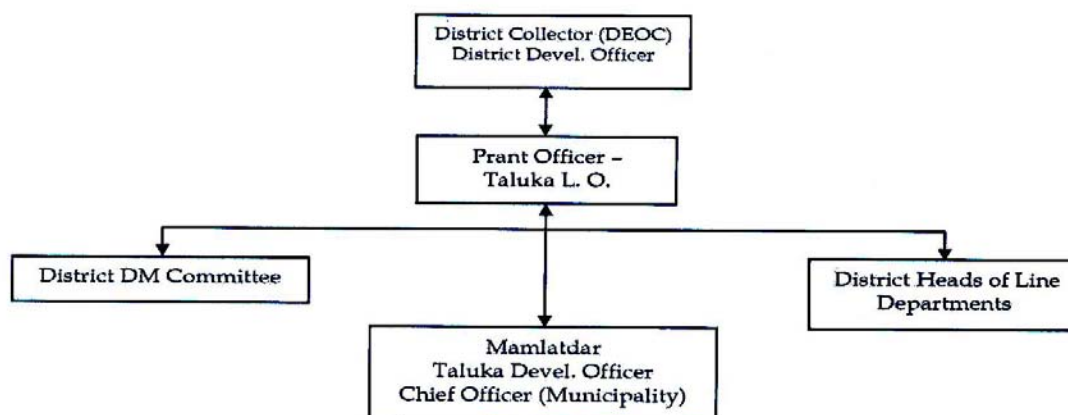 District Collector (DEOC)
District Devel. Officer
Prant Officer –
Taluka L. O.
District DM Committee
District Heads of Line
Departments
Mamlatdar
Taluka Devel. Officer
Chief Officer (Municipality)